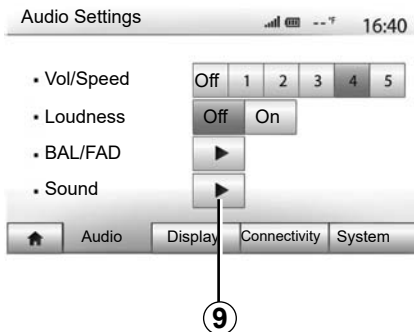 Audio Settings -- °F 16:40
• Vol/Speed Off 1 2 3 4 5
• Loudness Off On
• BAL/FAD
• Sound
Audio Display Connectivity System
9